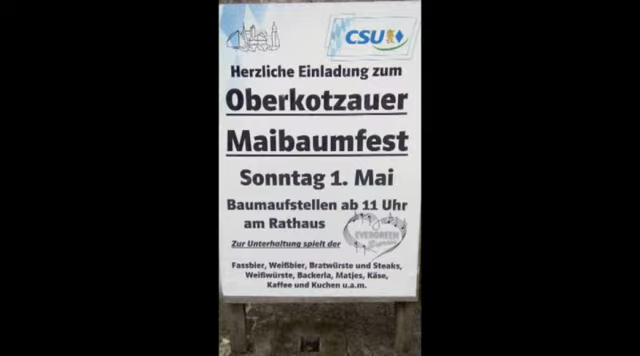 CSU
Herzliche Einladung zum
Oberkotzauer
Maibaumfest
Sonntag 1. Mai
Baumaufstellen ab 11 Uhr
am Rathaus
Zur Unterhaltung spielt der
EVERGREEN
Express
Fassbier, Weißbier, Bratwürste und Steaks,
Weißwürste, Backerla, Matjes, Käse,
Kaffee und Kuchen u.a.m.